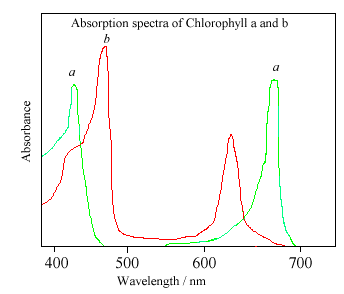 Absorption spectra of Chlorophyll a and b
b
a
a
Absorbance
400 500 600 700
Wavelength / nm